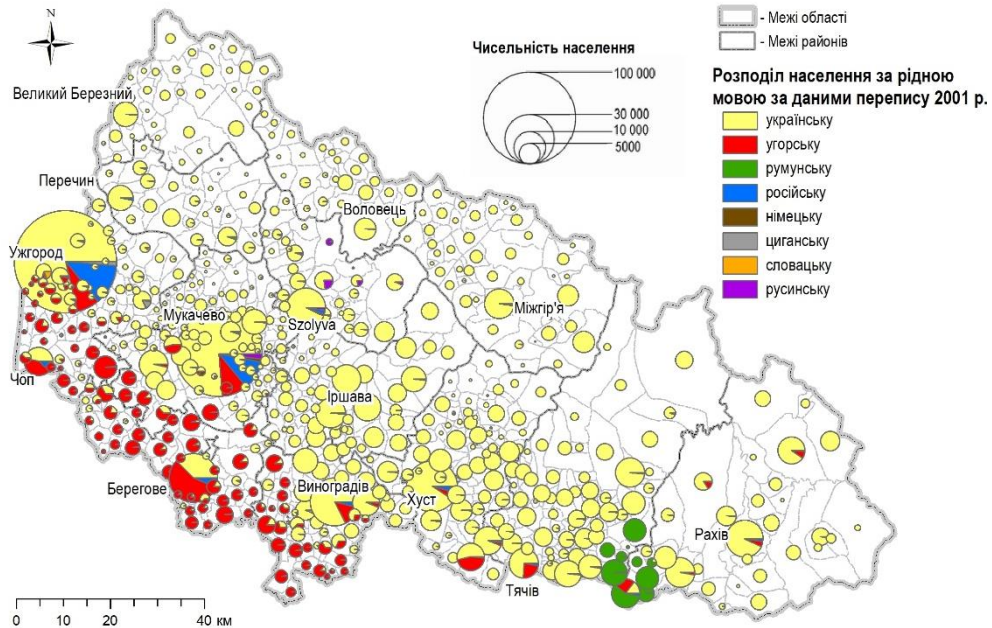 - Межі області
- Межі районів
Чисельність населення
100 000
30 000
10 000
5000
Розподіл населення за рідною
мовою за даними перепису 2001 р.
українську
угорську
румунську
російську
німецьку
циганську
словацьку
русинську
Великий Березний
Перечин
Воловець
Ужгород
Міжгір'я
Мукачево
Szolyva
Чоп
Іршава
Берегове
Виноградів
Хуст
Рахів
Тячів
0 10 20 40 км